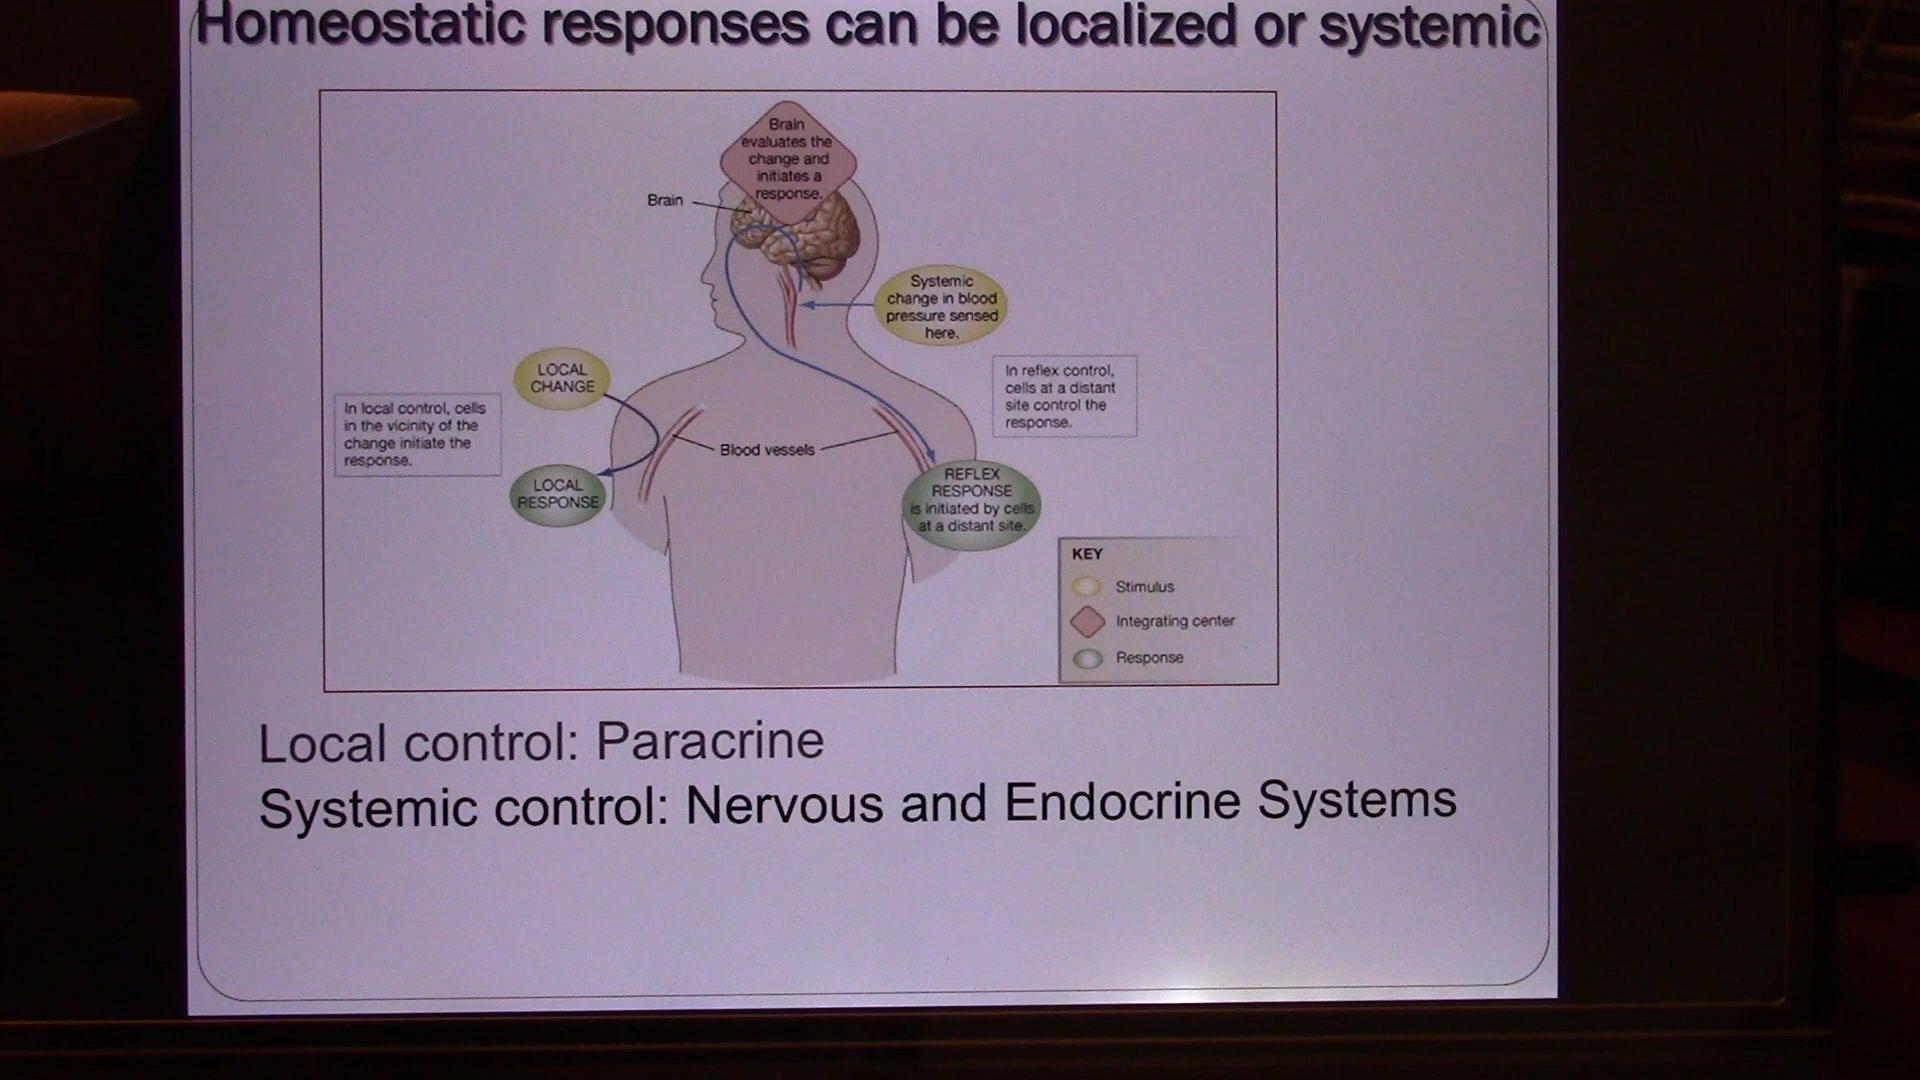 Homeostatic responses can be localized or systemic
Brain
evaluates the
change and
initiates a
response.
Brain
Systemic
change in blood
pressure sensed
here.
LOCAL
CHANGE
In reflex control,
cells at a distant
site control the
response.
In local control, cells
in the vicinity of the
change initiate the
response.
Blood vessels
LOCAL
RESPONSE
REFLEX
RESPONSE
is initiated by cells
at a distant site.
KEY
Stimulus
Integrating center
Response
Local control: Paracrine
Systemic control: Nervous and Endocrine Systems